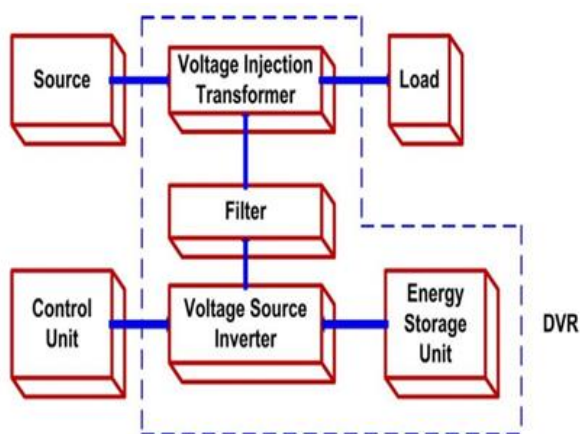 Source
Voltage Injection
Transformer
Load
Filter
Control
Unit
Voltage Source
Inverter
Energy
Storage
Unit
DVR